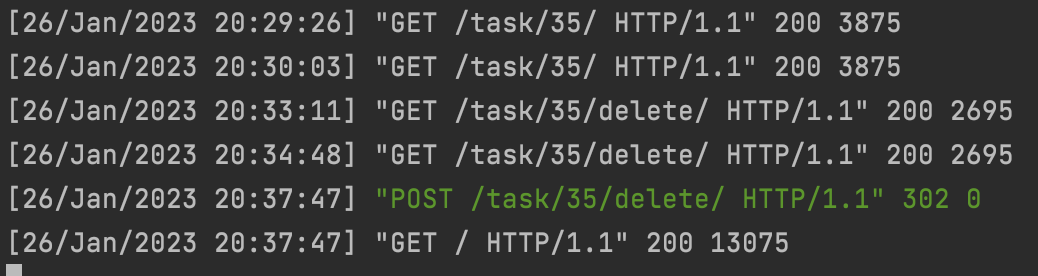 [26/Jan/2023 20:29:26] "GET /task/35/ HTTP/1.1" 200 3875
[26/Jan/2023 20:30:03] "GET /task/35/ HTTP/1.1" 200 3875
[26/Jan/2023 20:33:11] "GET /task/35/delete/ HTTP/1.1" 200 2695
[26/Jan/2023 20:34:48] "GET /task/35/delete/ HTTP/1.1" 200 2695
[26/Jan/2023 20:37:47] "POST /task/35/delete/ HTTP/1.1" 302 0
[26/Jan/2023 20:37:47] "GET / HTTP/1.1" 200 13075